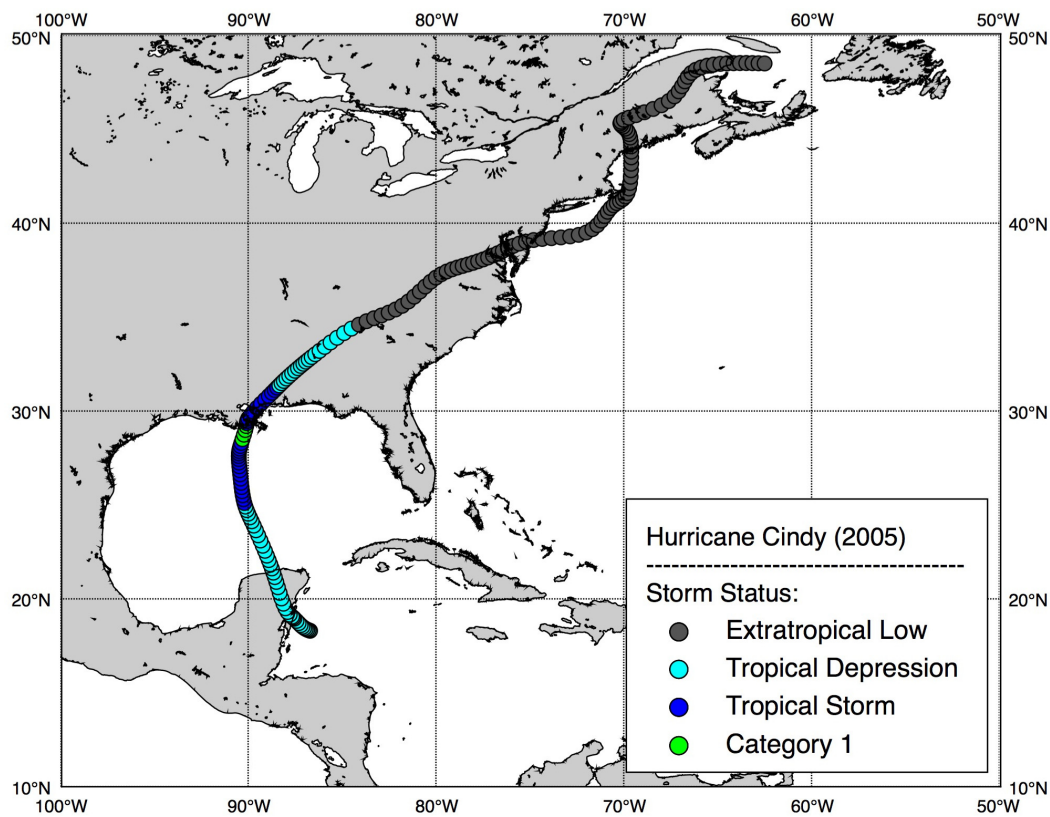 100°W 90°W 80°W 70°W 60°W 50°W
50°N 50°N
40°N 40°N
30°N 30°N
Hurricane Cindy (2005)
20°N 20°N
Storm Status:
Extratropical Low
Tropical Depression
Tropical Storm
Category 1
10°N 10°N
100°W 90°W 80°W 70°W 60°W 50°W